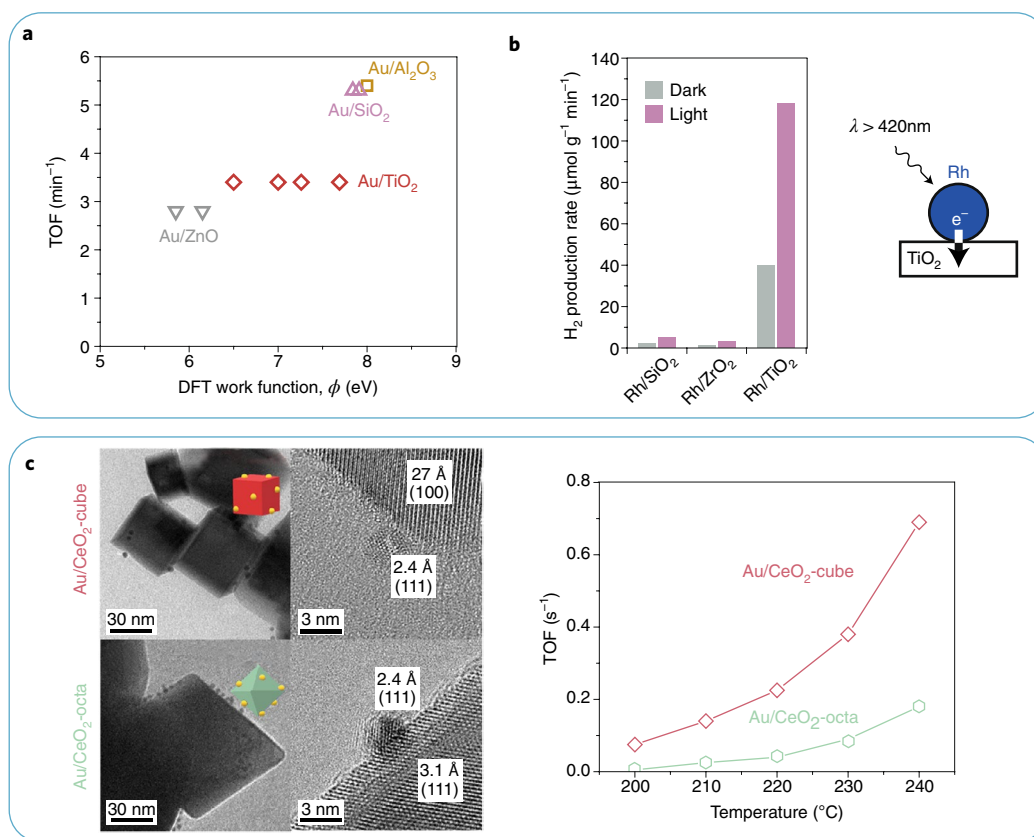 a
TOF (min⁻¹)
6
5
4
3
2
1
0
5
6
7
8
9
DFT work function, ϕ (eV)
Au/Al₂O₃
Au/SiO₂
Au/TiO₂
Au/ZnO
b
H₂ production rate (µmol g⁻¹ min⁻¹)
140
120
100
80
60
40
20
0
Dark
Light
Rh/SiO₂
Rh/ZrO₂
Rh/TiO₂
λ > 420nm
Rh
e⁻
TiO₂
c
Au/CeO₂-cube
30 nm
27 Å
(100)
2.4 Å
(111)
3 nm
Au/CeO₂-octa
30 nm
2.4 Å
(111)
3.1 Å
(111)
3 nm
TOF (s⁻¹)
0.8
0.6
0.4
0.2
0.0
Au/CeO₂-cube
Au/CeO₂-octa
200
210
220
230
240
Temperature (°C)